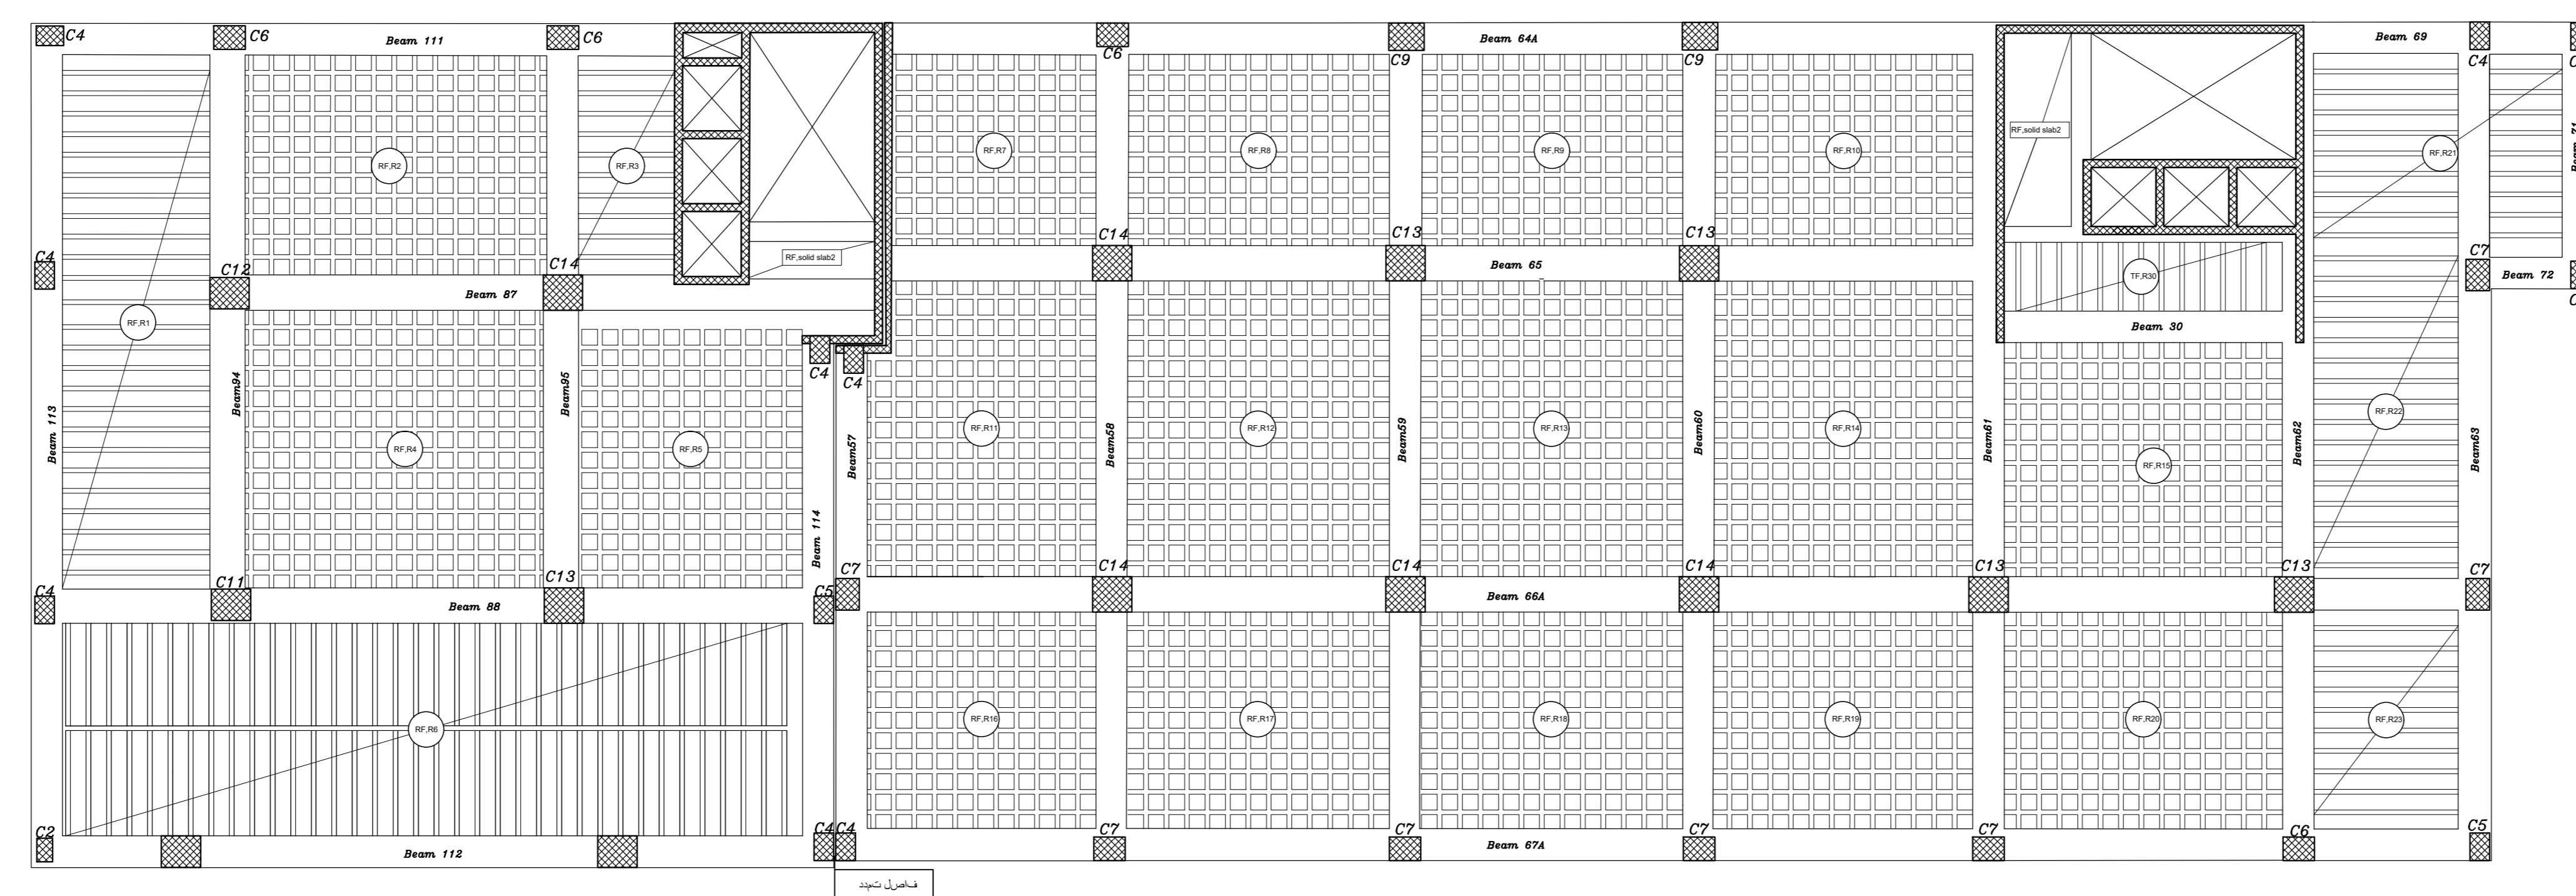 C4
C6
Beam 111
C6
C6
C9
Beam 64A
C9
Beam 69
C4
RF,R2
RF,R3
RF,R7
RF,R8
RF,R9
RF,R10
RF,solid slab2
RF,R21
C4
C12
C14
RF,solid slab2
C14
C13
C13
C7
Beam 87
Beam 65
TF,R30
Beam 72
RF,R1
Beam 30
C4
C4
Beam 113
Beam94
Beam95
Beam57
Beam58
Beam59
Beam60
Beam61
Beam62
Beam63
RF,R4
RF,R5
RF,R11
RF,R12
RF,R13
RF,R14
RF,R15
RF,R22
Beam 114
C4
C11
C13
C5
C7
C14
C14
C14
C13
C13
C7
Beam 88
Beam 66A
RF,R6
RF,R16
RF,R17
RF,R18
RF,R19
RF,R20
RF,R23
C2
C4
C4
C7
C7
C7
C7
C6
C5
Beam 112
Beam 67A
فاصل تمدد